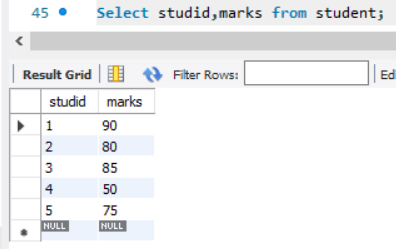 45 Select studid,marks from student;
Result Grid Filter Rows: Ed
studid marks
1 90
2 80
3 85
4 50
5 75
NULL NULL